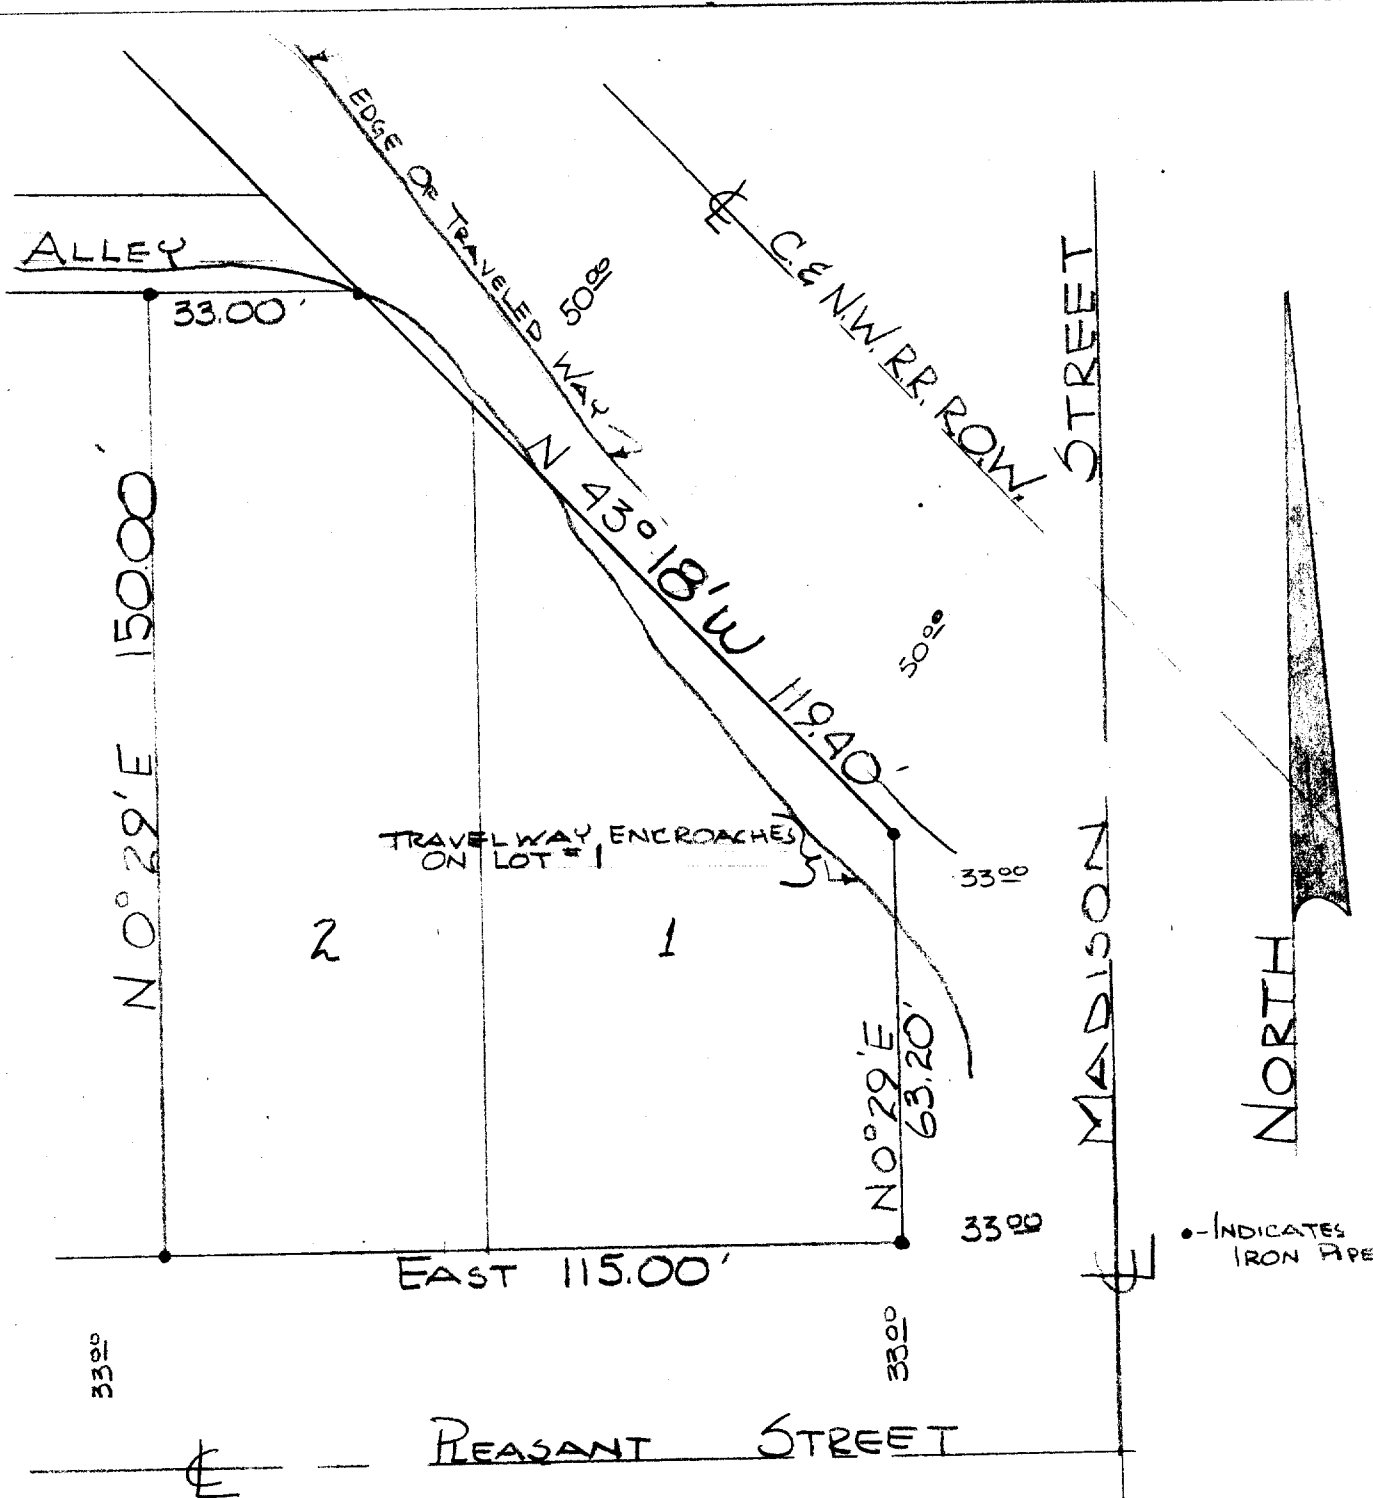 EDGE OF TRAVELED WAY
℄ C.& N.W. R.R. R.O.W.
STREET
ALLEY
33.00'
50 00
N 43°18'W 119.40'
N 0°29'E 150.00'
50 00
TRAVEL WAY ENCROACHES
ON LOT #1
33 00
2
1
MADISON
NORTH
N 0°29'E
63.20'
33 00
℄
•-INDICATES
IRON PIPE
EAST 115.00'
33 00
33 00
℄ PLEASANT STREET